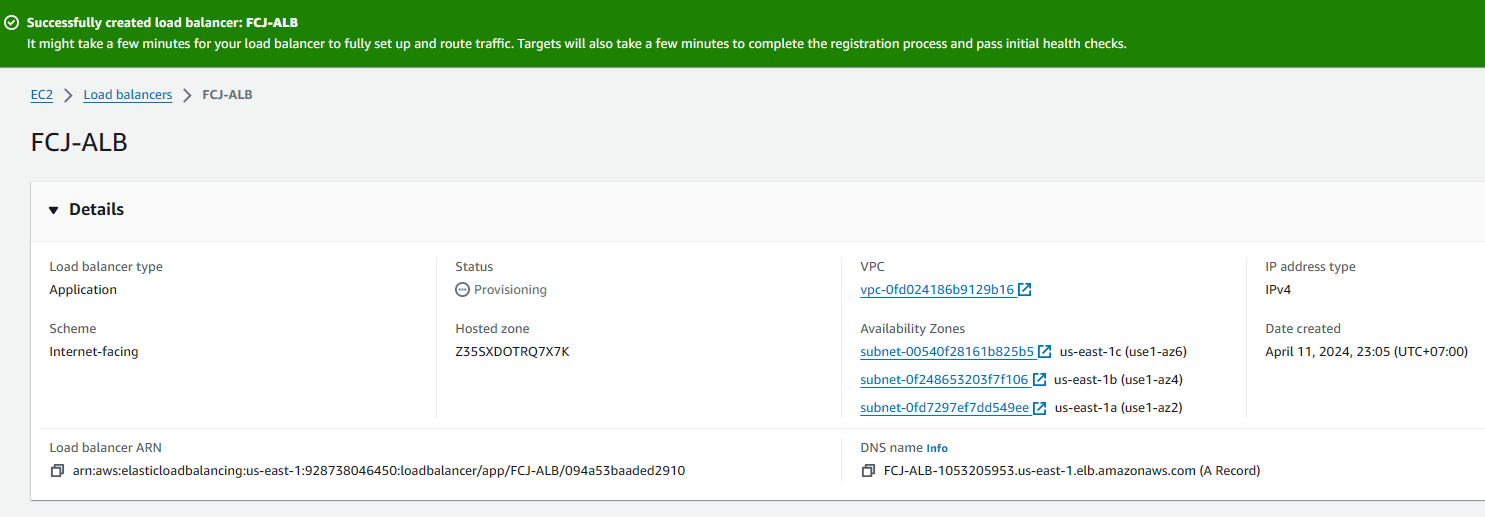 Successfully created load balancer: FCJ-ALB
It might take a few minutes for your load balancer to fully set up and route traffic. Targets will also take a few minutes to complete the registration process and pass initial health checks.
EC2 > Load balancers > FCJ-ALB
FCJ-ALB
Details
Load balancer type
Application
Status
Provisioning
VPC
vpc-0fd024186b9129b16
IP address type
IPv4
Scheme
Internet-facing
Hosted zone
Z35SXDOTRQ7X7K
Availability Zones
subnet-00540f28161b825b5 us-east-1c (use1-az6)
subnet-0f248653203f7f106 us-east-1b (use1-az4)
subnet-0fd7297ef7dd549ee us-east-1a (use1-az2)
Date created
April 11, 2024, 23:05 (UTC+07:00)
Load balancer ARN
arn:aws:elasticloadbalancing:us-east-1:928738046450:loadbalancer/app/FCJ-ALB/094a53baaded2910
DNS name Info
FCJ-ALB-1053205953.us-east-1.elb.amazonaws.com (A Record)